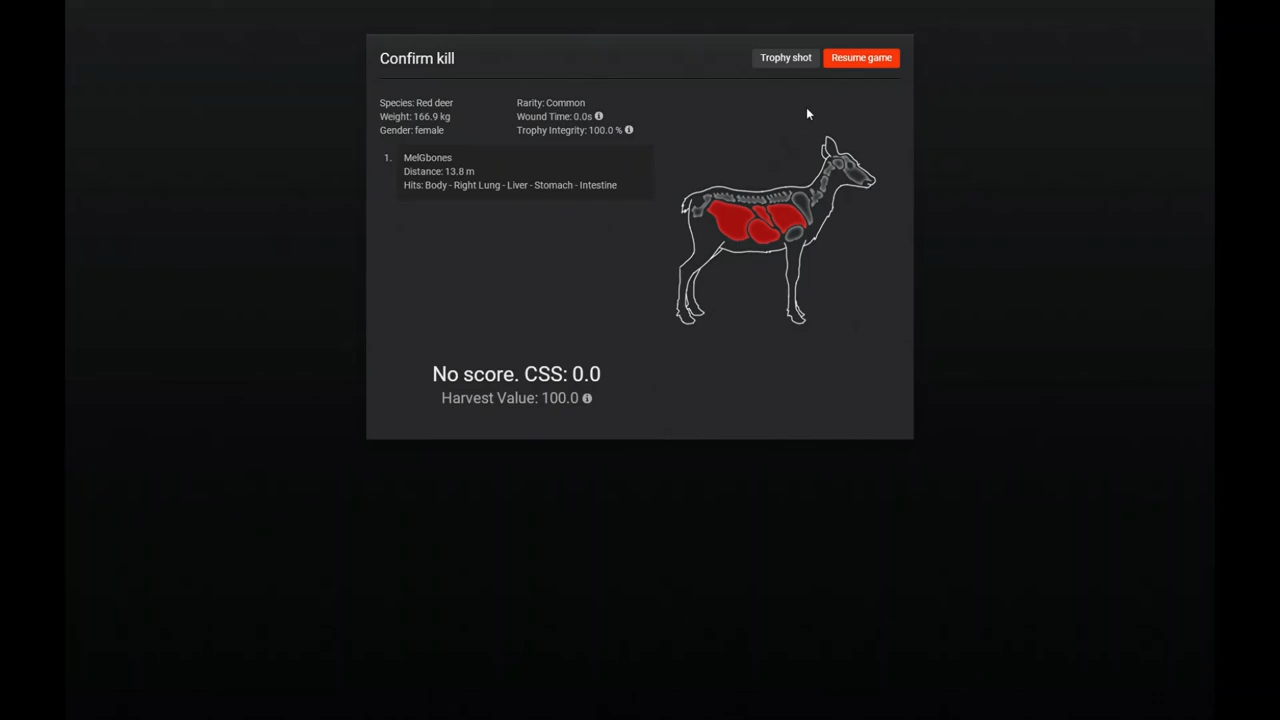 Confirm kill
Trophy shot
Resume game
Species: Red deer
Weight: 166.9 kg
Gender: female
Rarity: Common
Wound Time: 0.0s
Trophy Integrity: 100.0 %
1.
MelGbones
Distance: 13.8 m
Hits: Body - Right Lung - Liver - Stomach - Intestine
No score. CSS: 0.0
Harvest Value: 100.0